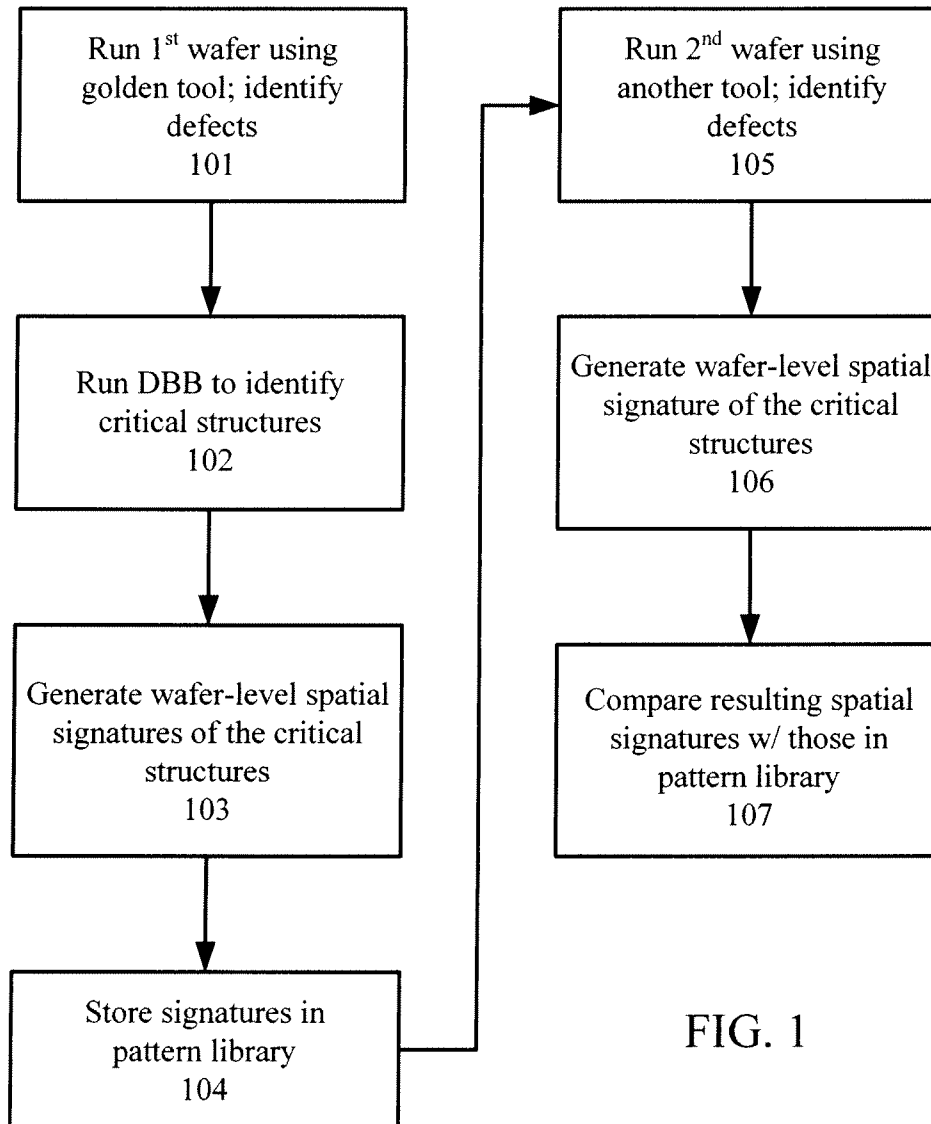 Run 1st wafer using
golden tool; identify
defects
101
Run DBB to identify
critical structures
102
Generate wafer-level spatial
signatures of the critical
structures
103
Store signatures in
pattern library
104
Run 2nd wafer using
another tool; identify
defects
105
Generate wafer-level spatial
signature of the critical
structures
106
Compare resulting spatial
signatures w/ those in
pattern library
107
FIG. 1